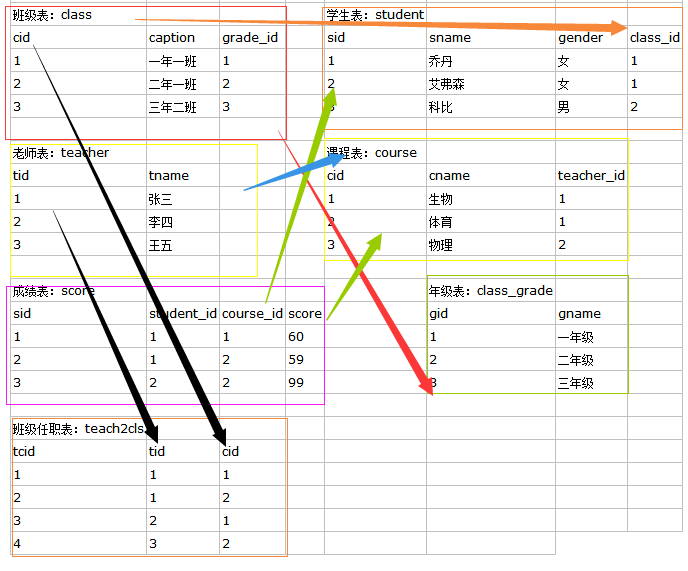 班级表：class
cid caption grade_id
1 一年一班 1
2 二年一班 2
3 三年二班 3
学生表：student
sid sname gender class_id
1 乔丹 女 1
2 艾弗森 女 1
3 科比 男 2
老师表：teacher
tid tname
1 张三
2 李四
3 王五
课程表：course
cid cname teacher_id
1 生物 1
2 体育 1
3 物理 2
成绩表：score
sid student_id course_id score
1 1 1 60
2 1 2 59
3 2 2 99
年级表：class_grade
gid gname
1 一年级
2 二年级
3 三年级
班级任职表：teach2cls
tcid tid cid
1 1 1
2 1 2
3 2 1
4 3 2